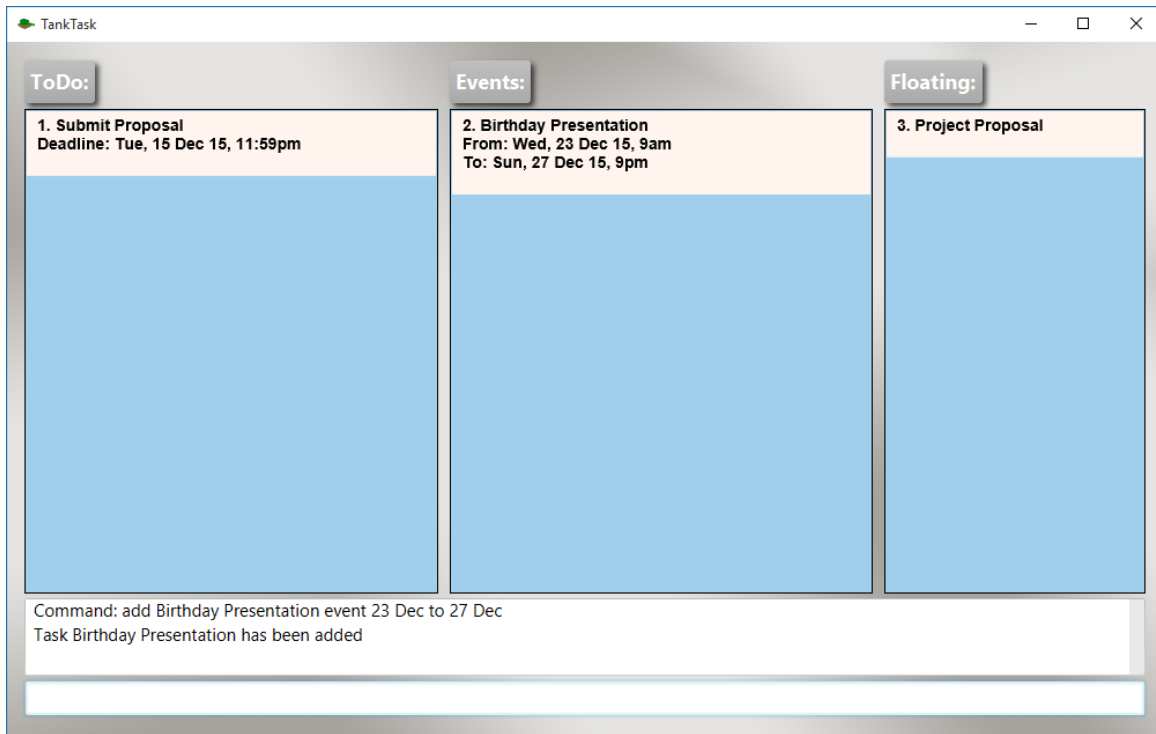 TankTask
ToDo:
Events:
Floating:
1. Submit Proposal
Deadline: Tue, 15 Dec 15, 11:59pm
2. Birthday Presentation
From: Wed, 23 Dec 15, 9am
To: Sun, 27 Dec 15, 9pm
3. Project Proposal
Command: add Birthday Presentation event 23 Dec to 27 Dec
Task Birthday Presentation has been added